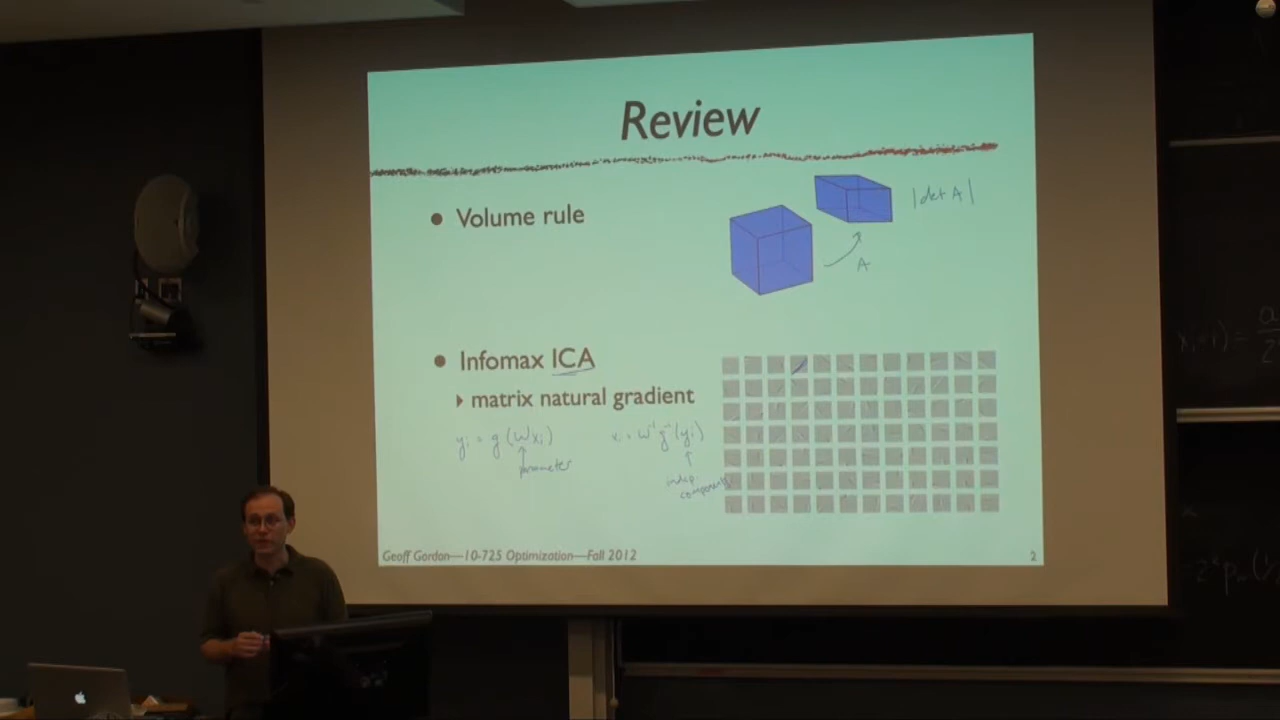 Review
• Volume rule
|det A|
A
• Infomax ICA
‣ matrix natural gradient
yᵢ = g(Wxᵢ)
xᵢ = W⁻¹g⁻¹(yᵢ)
parameter
indep.
components
Geoff Gordon—10-725 Optimization—Fall 2012
2